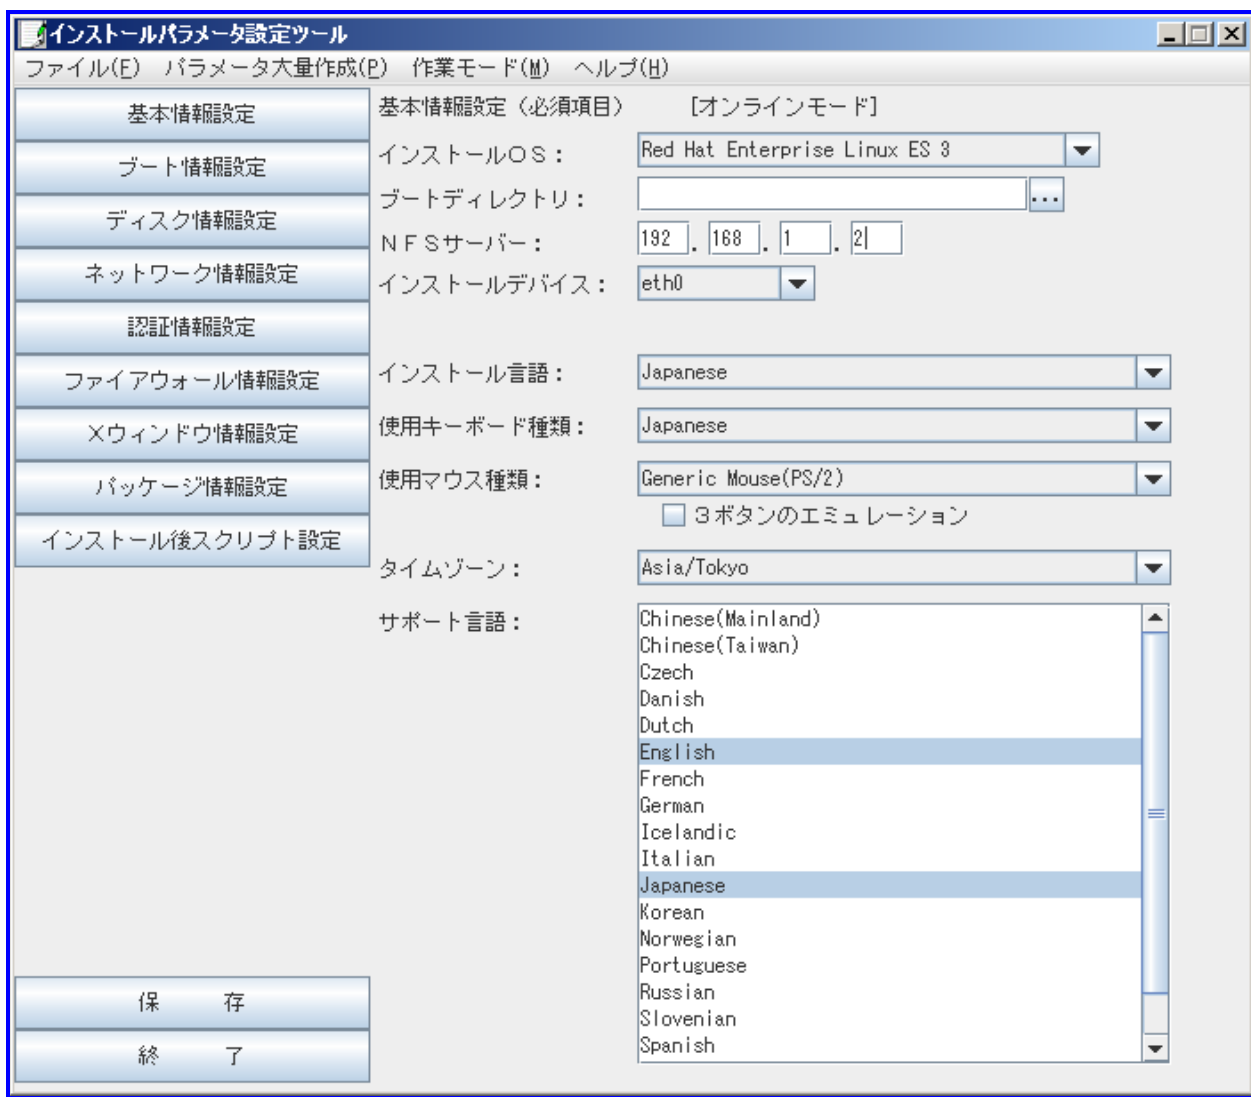 インストールパラメータ設定ツール
ファイル(F) パラメータ大量作成(P) 作業モード(M) ヘルプ(H)
基本情報設定
ブート情報設定
ディスク情報設定
ネットワーク情報設定
認証情報設定
ファイアウォール情報設定
Xウィンドウ情報設定
パッケージ情報設定
インストール後スクリプト設定
保 存
終 了
基本情報設定（必須項目） [オンラインモード]
インストールＯＳ： Red Hat Enterprise Linux ES 3
ブートディレクトリ： ...
ＮＦＳサーバー： 192 . 168 . 1 . 2
インストールデバイス： eth0
インストール言語： Japanese
使用キーボード種類： Japanese
使用マウス種類： Generic Mouse(PS/2)
３ボタンのエミュレーション
タイムゾーン： Asia/Tokyo
サポート言語： Chinese(Mainland)
Chinese(Taiwan)
Czech
Danish
Dutch
English
French
German
Icelandic
Italian
Japanese
Korean
Norwegian
Portuguese
Russian
Slovenian
Spanish